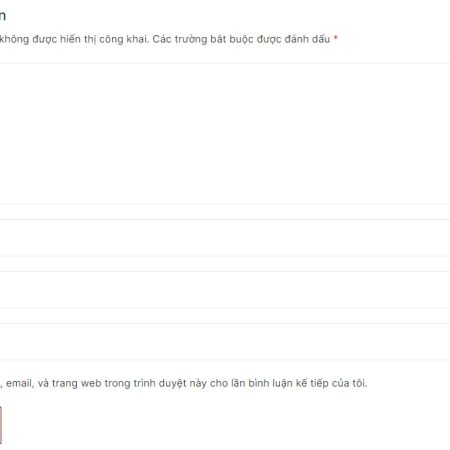 n
không được hiển thị công khai. Các trường bắt buộc được đánh dấu *
, email, và trang web trong trình duyệt này cho lần bình luận kế tiếp của tôi.